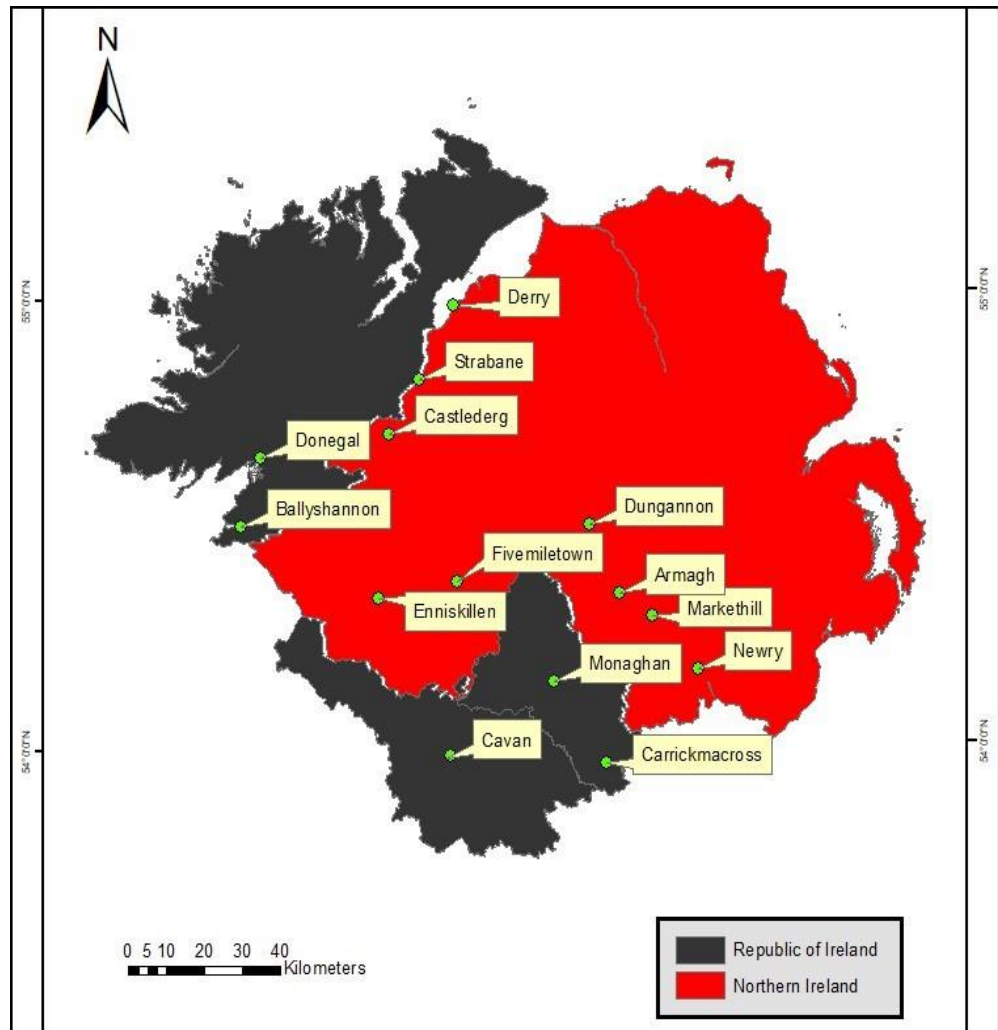 N
55°0'0"N
55°0'0"N
Derry
Strabane
Castlederg
Donegal
Ballyshannon
Dungannon
Fivemiletown
Armagh
Enniskillen
Markethill
Newry
Monaghan
Cavan
Carrickmacross
54°0'0"N
54°0'0"N
0 5 10 20 30 40
Kilometers
Republic of Ireland
Northern Ireland